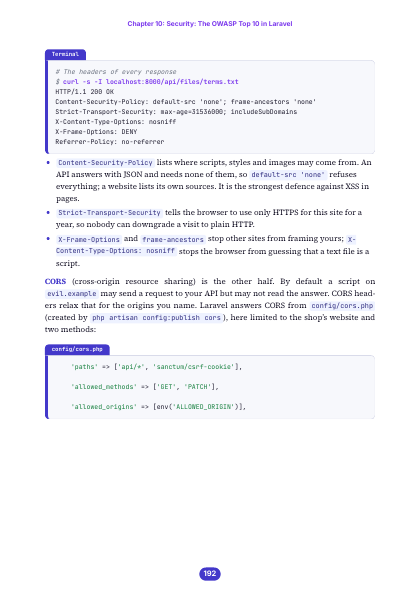 Chapter 10: Security: The OWASP Top 10 in Laravel
Terminal
# The headers of every response
$ curl -s -I localhost:8000/api/files/terms.txt
HTTP/1.1 200 OK
Content-Security-Policy: default-src 'none'; frame-ancestors 'none'
Strict-Transport-Security: max-age=31536000; includeSubDomains
X-Content-Type-Options: nosniff
X-Frame-Options: DENY
Referrer-Policy: no-referrer
• Content-Security-Policy lists where scripts, styles and images may come from. An
API answers with JSON and needs none of them, so default-src 'none' refuses
everything; a website lists its own sources. It is the strongest defence against XSS in
pages.
• Strict-Transport-Security tells the browser to use only HTTPS for this site for a
year, so nobody can downgrade a visit to plain HTTP.
• X-Frame-Options and frame-ancestors stop other sites from framing yours; X-
Content-Type-Options: nosniff stops the browser from guessing that a text file is a
script.
CORS (cross-origin resource sharing) is the other half. By default a script on
evil.example may send a request to your API but may not read the answer. CORS head-
ers relax that for the origins you name. Laravel answers CORS from config/cors.php
(created by php artisan config:publish cors), here limited to the shop's website and
two methods:
config/cors.php
'paths' => ['api/*', 'sanctum/csrf-cookie'],
'allowed_methods' => ['GET', 'PATCH'],
'allowed_origins' => [env('ALLOWED_ORIGIN')],
192